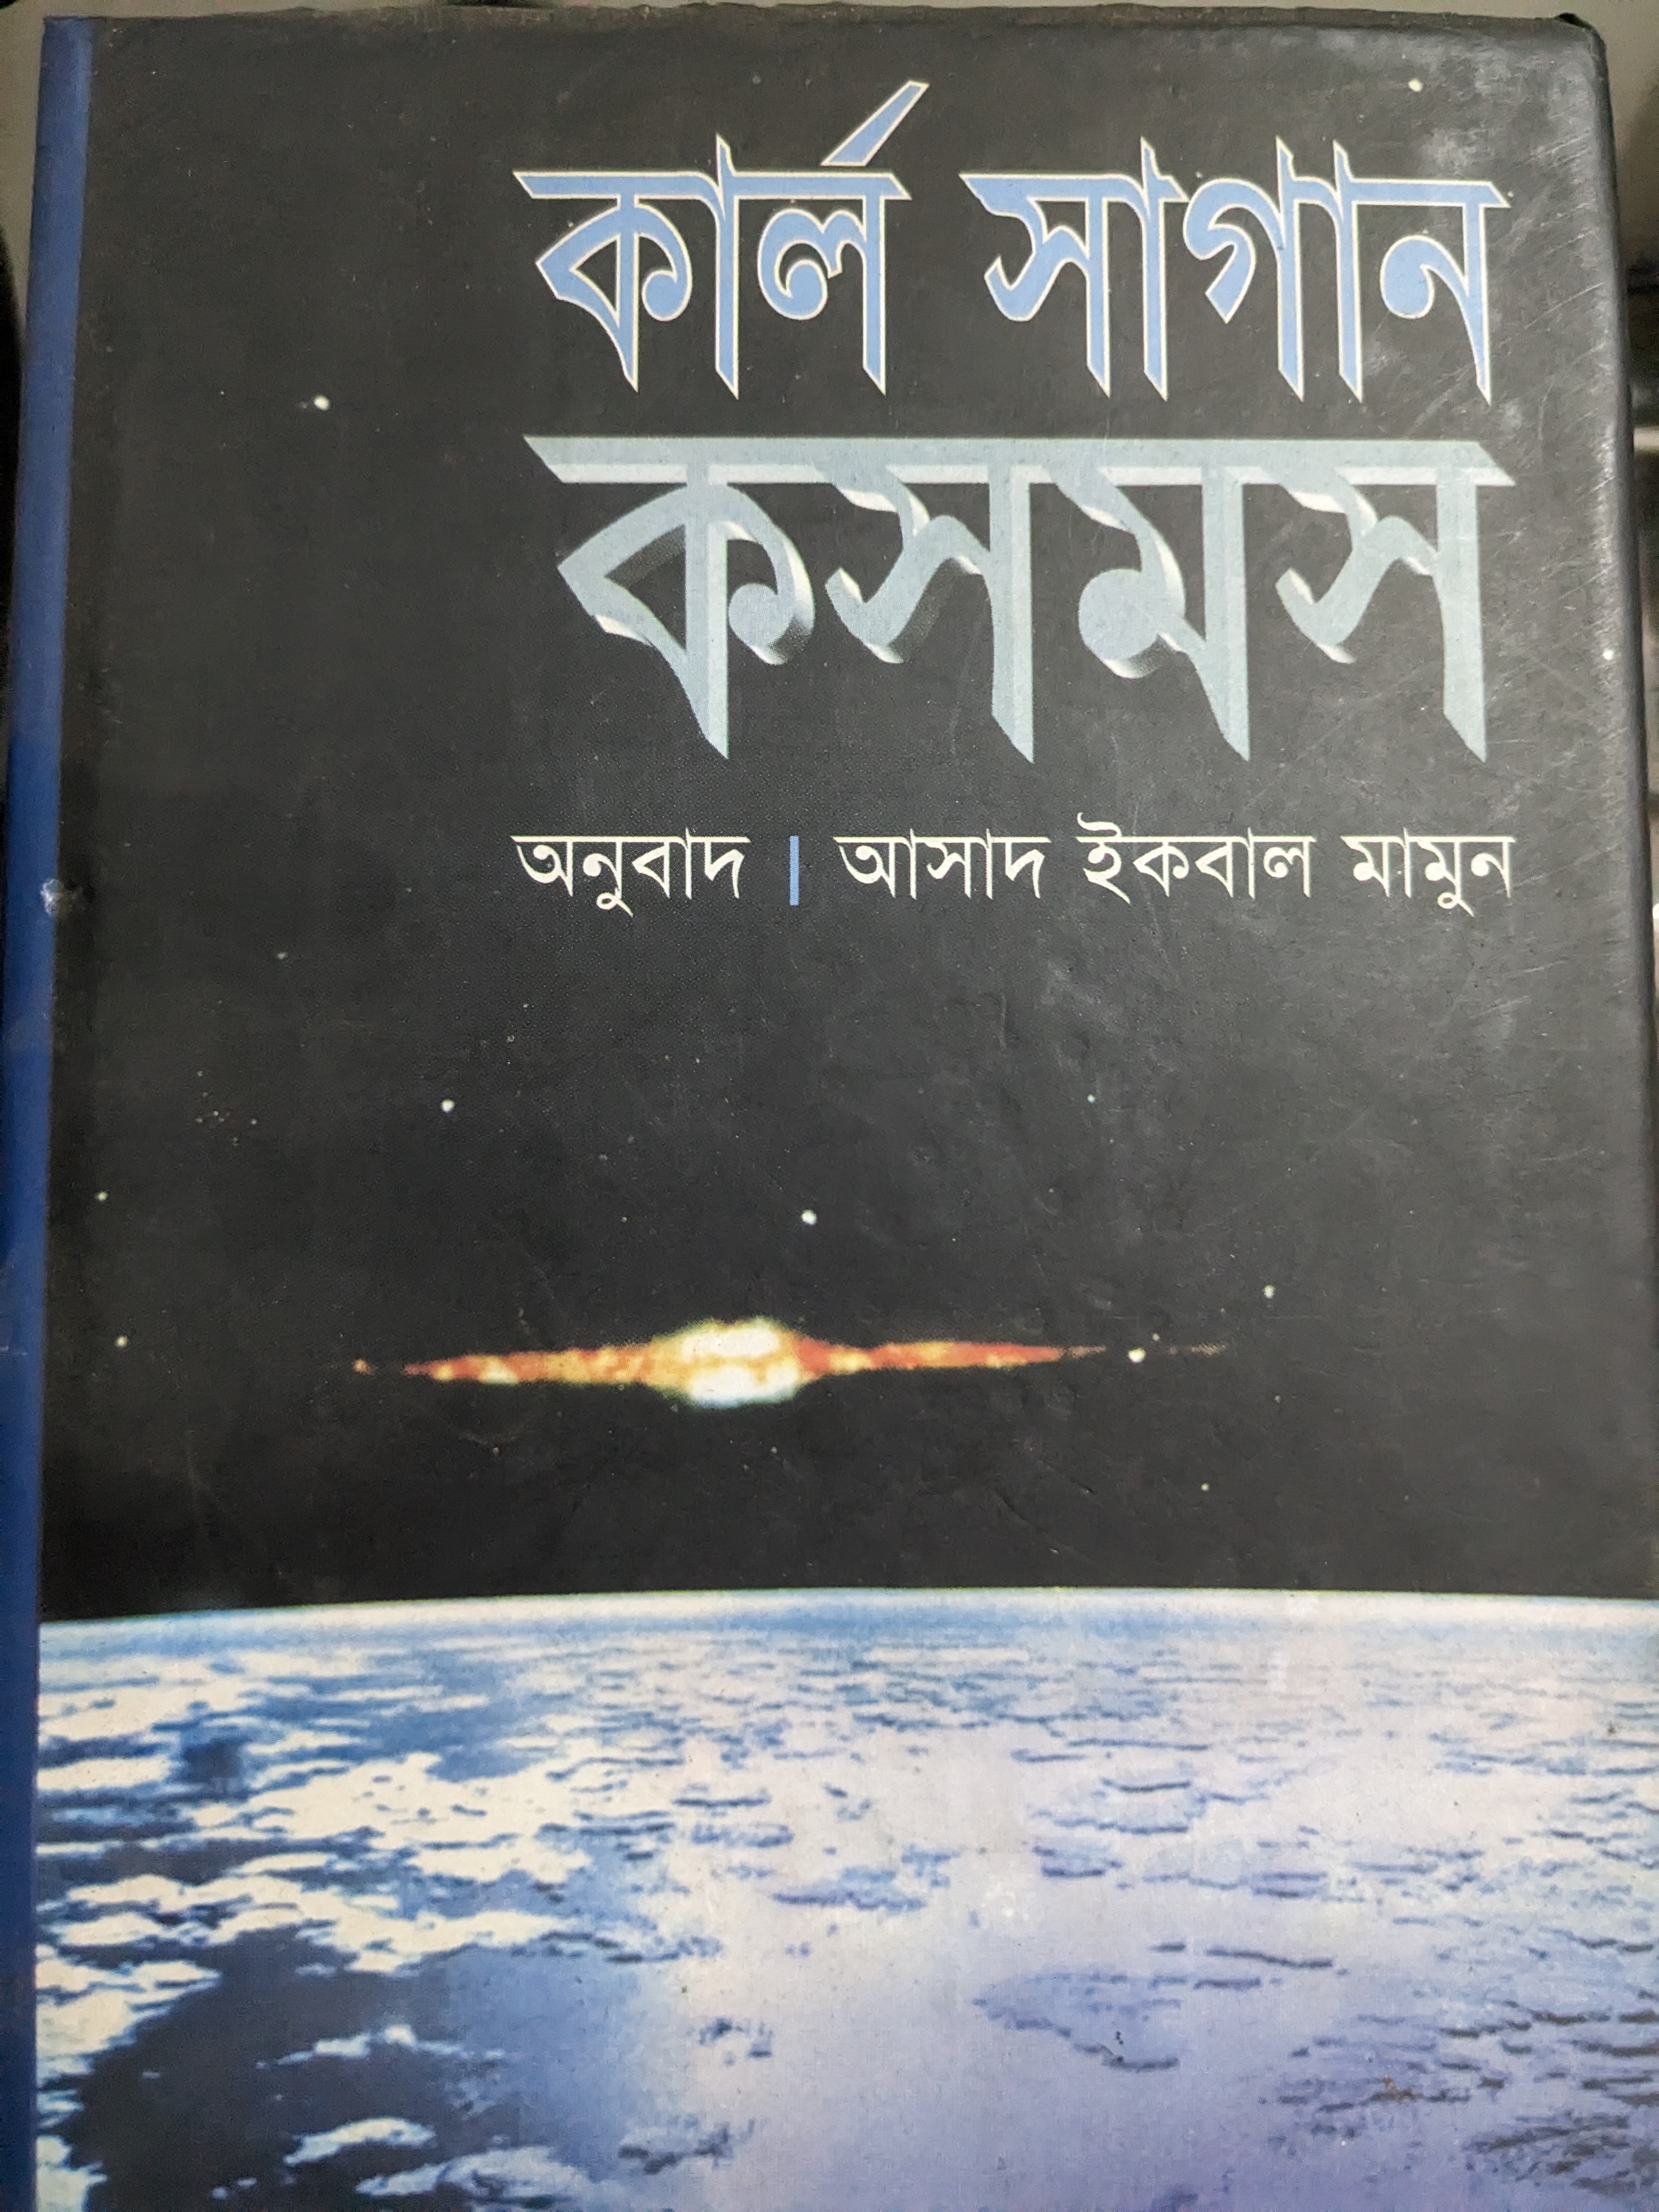 কার্ল সাগান
কসমস
অনুবাদ | আসাদ ইকবাল মামুন